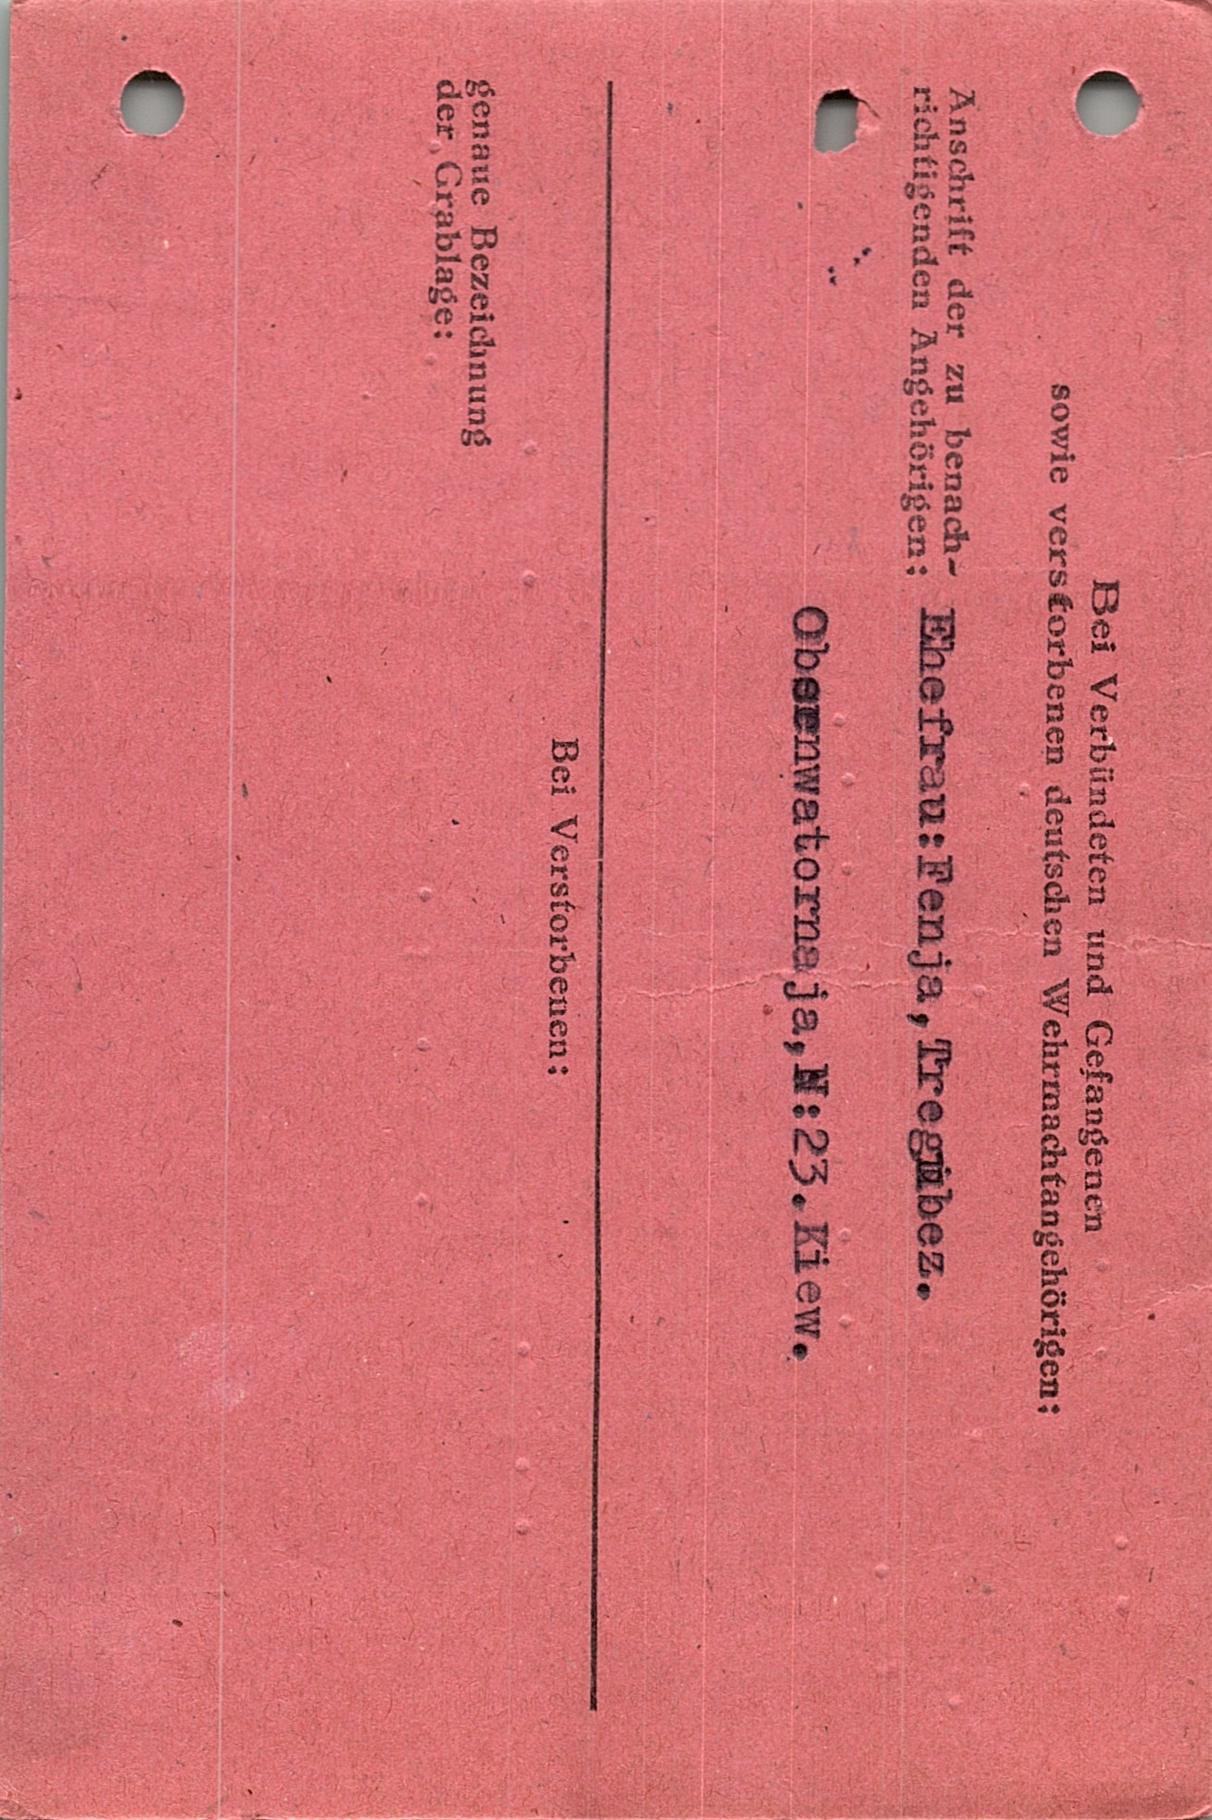 Bei Verbündeten und Gefangenen
sowie verstorbenen deutschen Wehrmachtangehörigen:
Anschrift der zu benach-
richtigenden Angehörigen: Ehefrau:Fenja,Tregubez.
Obserwatornaja,N:23.Kiew.
Bei Verstorbenen:
genaue Bezeichnung
der Grablage: